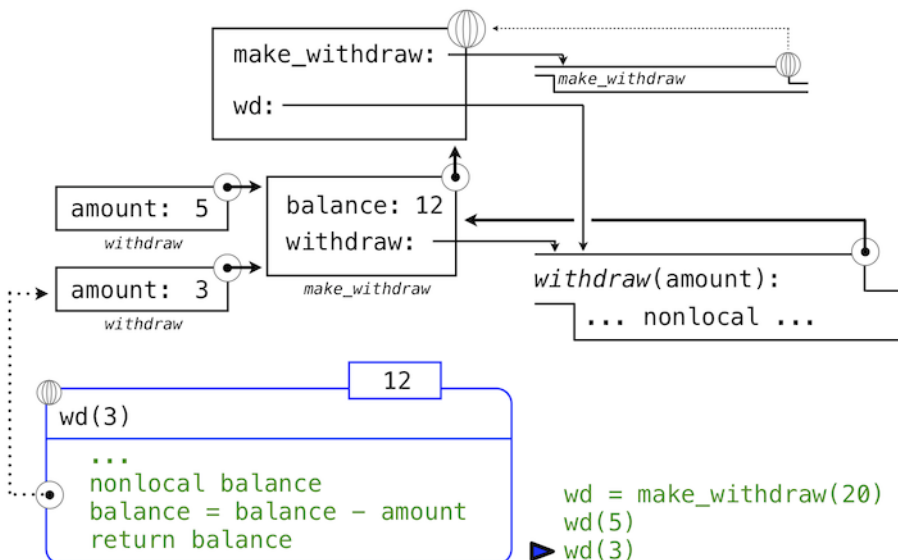 make_withdraw:
make_withdraw
wd:
amount: 5
withdraw
balance: 12
withdraw:
make_withdraw
amount: 3
withdraw
withdraw(amount):
... nonlocal ...
12
wd(3)
...
nonlocal balance
balance = balance – amount
return balance
wd = make_withdraw(20)
wd(5)
wd(3)